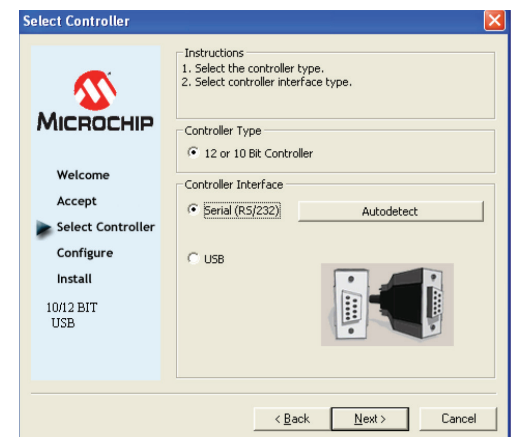 Select Controller
MICROCHIP
Welcome
Accept
Select Controller
Configure
Install
10/12 BIT
USB
Instructions
1. Select the controller type.
2. Select controller interface type.
Controller Type
12 or 10 Bit Controller
Controller Interface
Serial (RS/232)
Autodetect
USB
< Back
Next >
Cancel